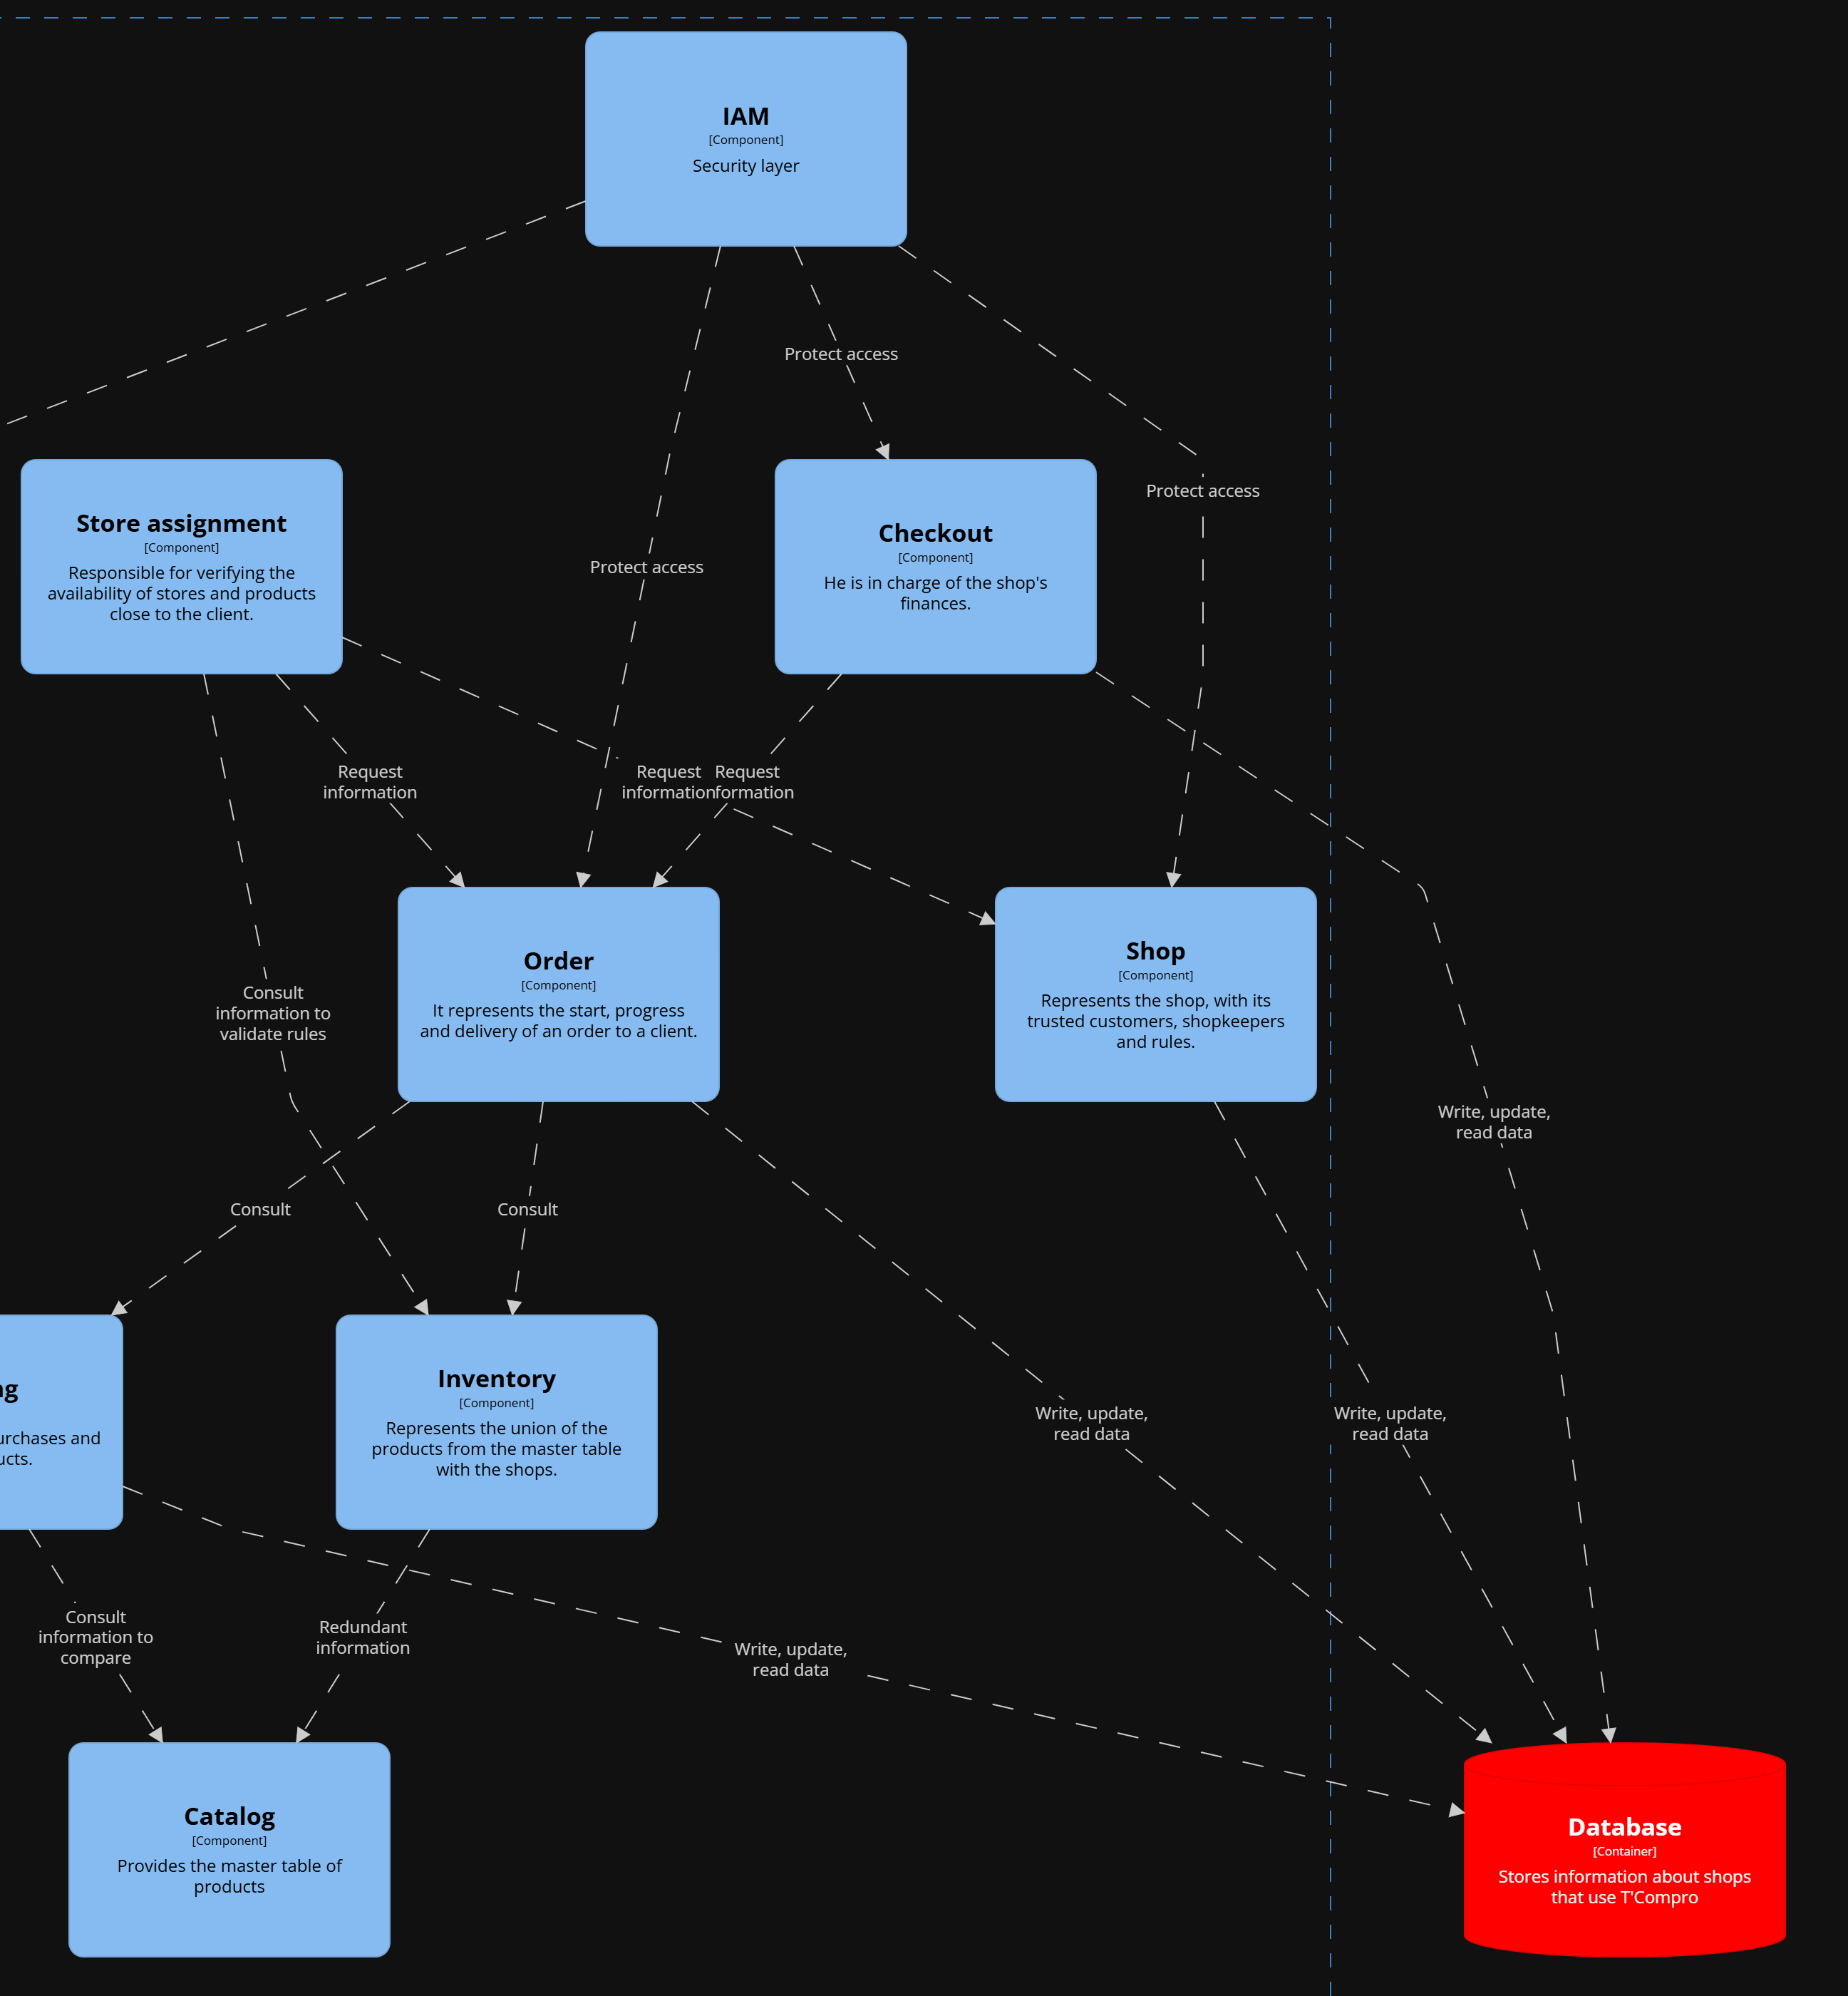 IAM
[Component]
Security layer
Protect access
Protect access
Protect access
Store assignment
[Component]
Responsible for verifying the
availability of stores and products
close to the client.
Checkout
[Component]
He is in charge of the shop's
finances.
Request
information
Request
information
Request
formation
Order
[Component]
It represents the start, progress
and delivery of an order to a client.
Shop
[Component]
Represents the shop, with its
trusted customers, shopkeepers
and rules.
Consult
information to
validate rules
Write, update,
read data
Consult
Consult
ng
urchases and
ucts.
Inventory
[Component]
Represents the union of the
products from the master table
with the shops.
Write, update,
read data
Write, update,
read data
Consult
information to
compare
Redundant
information
Write, update,
read data
Catalog
[Component]
Provides the master table of
products
Database
[Container]
Stores information about shops
that use T'Compro